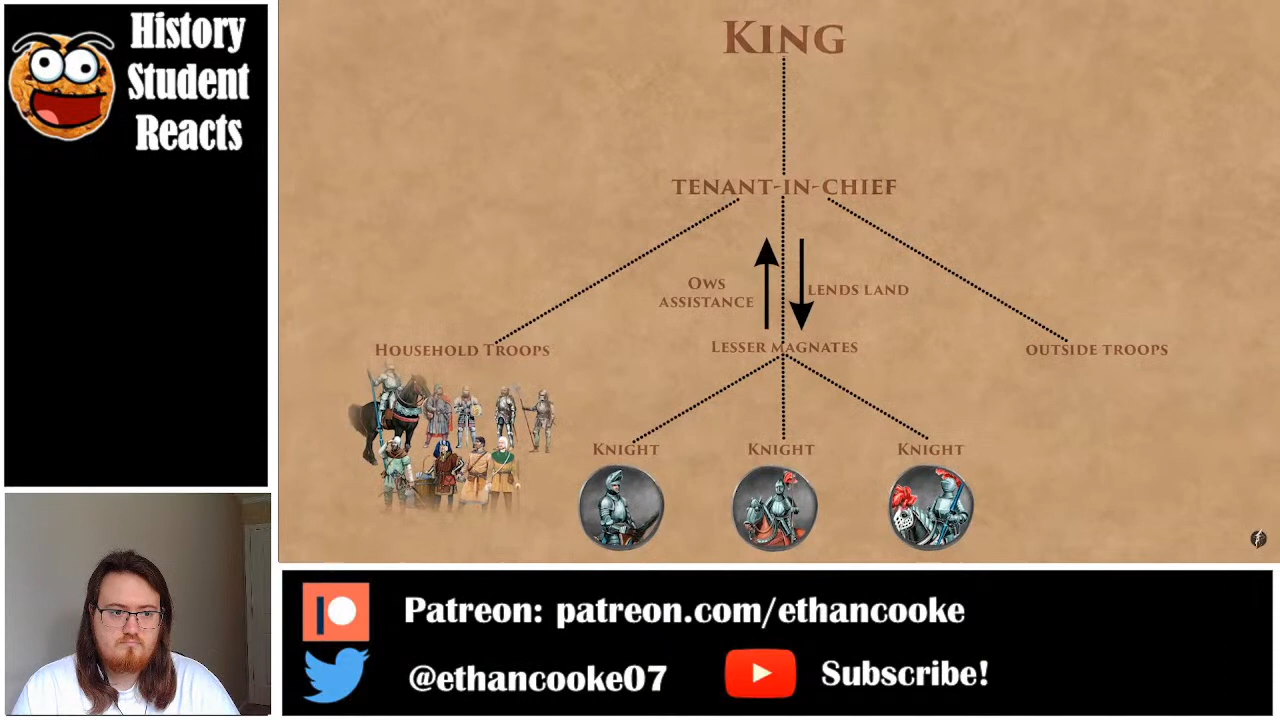 History
Student
Reacts
KING
TENANT-IN-CHIEF
OWS
ASSISTANCE
LENDS LAND
HOUSEHOLD TROOPS
LESSER MAGNATES
OUTSIDE TROOPS
KNIGHT
KNIGHT
KNIGHT
Patreon: patreon.com/ethancooke
@ethancooke07
Subscribe!